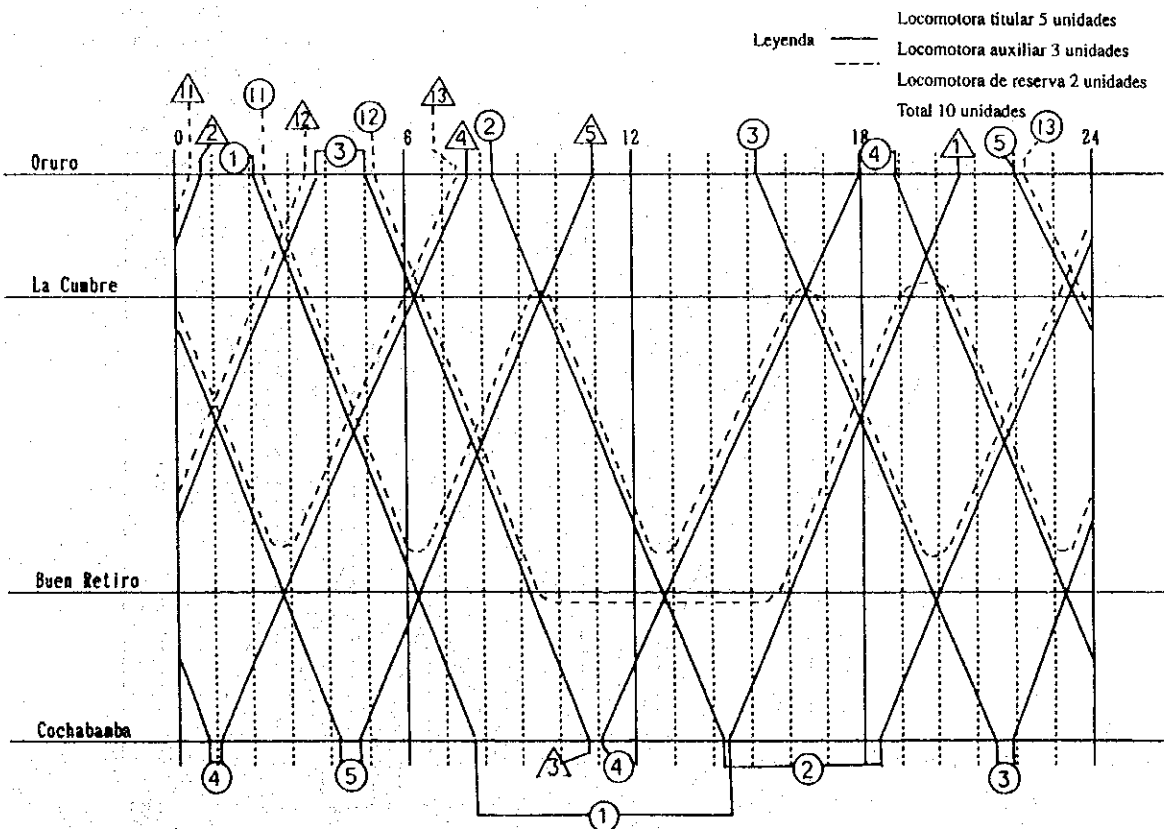 Locomotora titular 5 unidades
Leyenda
Locomotora auxiliar 3 unidades
Locomotora de reserva 2 unidades
Total 10 unidades
11 2 1 11 12 3 12 13 4 2 5 3 4 1 5 13
0 6 12 18 24
Oruro
La Cumbre
Buen Retiro
Cochabamba
4 5 3 4 2 3
1